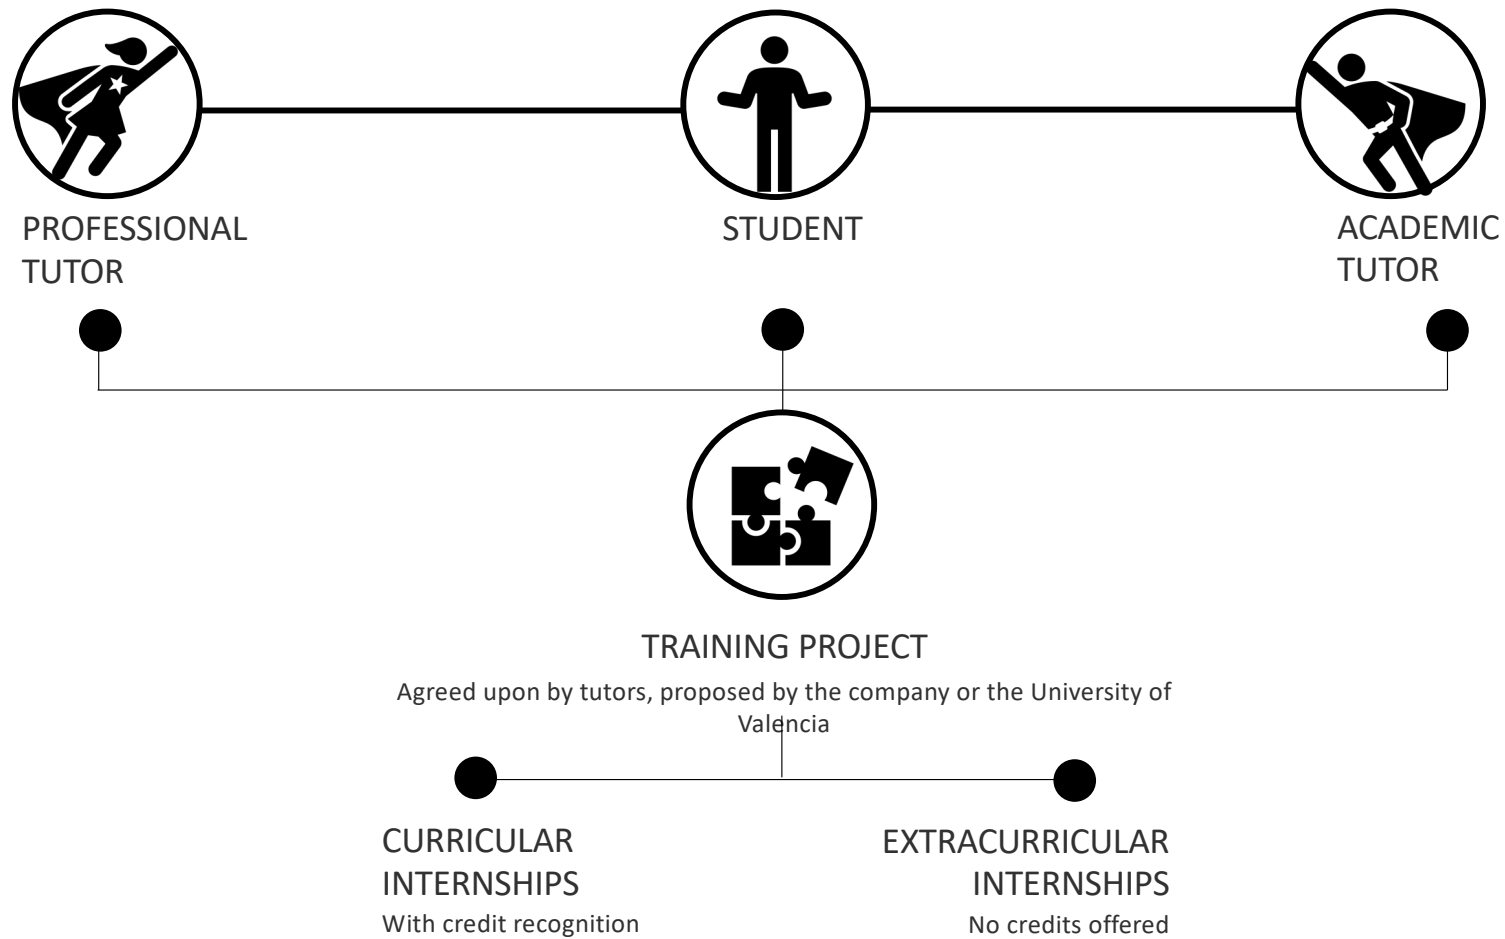 PROFESSIONAL
TUTOR
STUDENT
ACADEMIC
TUTOR
TRAINING PROJECT
Agreed upon by tutors, proposed by the company or the University of
Valencia
CURRICULAR
INTERNSHIPS
With credit recognition
EXTRACURRICULAR
INTERNSHIPS
No credits offered